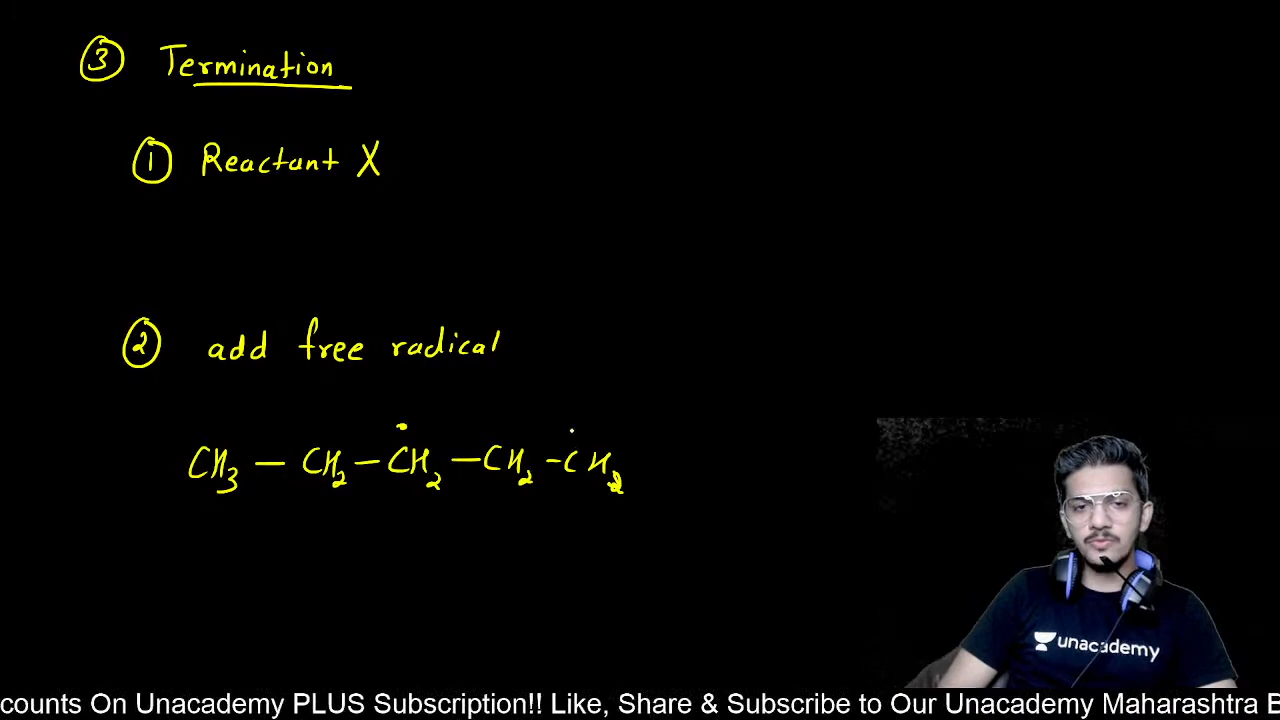 ③ Termination
① Reactant X
② add free radical
CH₃ — CH₂ — ĊH₂ — CH₂ - ĊH₂
unacademy
counts On Unacademy PLUS Subscription!! Like, Share & Subscribe to Our Unacademy Maharashtra